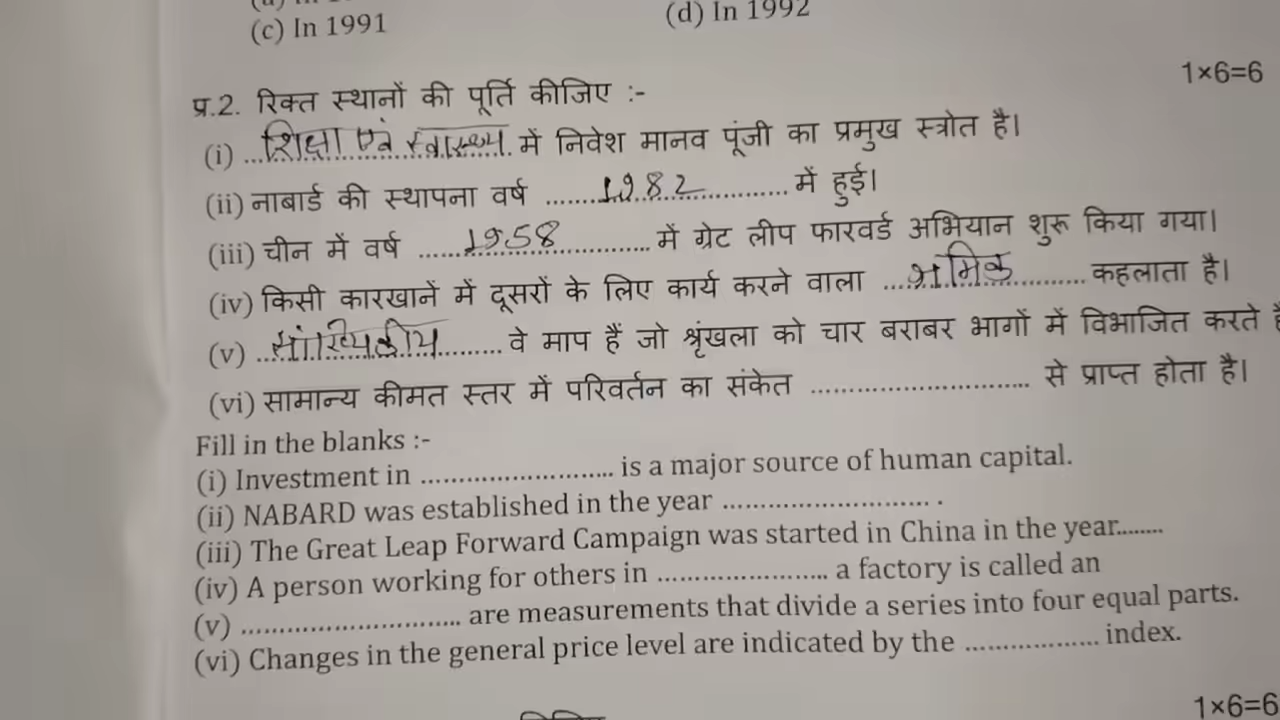 (c) In 1991
(d) In 1992
1×6=6
प्र.2. रिक्त स्थानों की पूर्ति कीजिए :-
(i) ...शिक्षा एवं स्वास्थ्य... में निवेश मानव पूंजी का प्रमुख स्त्रोत है।
(ii) नाबार्ड की स्थापना वर्ष .......1982........... में हुई।
(iii) चीन में वर्ष ......1958............ में ग्रेट लीप फारवर्ड अभियान शुरू किया गया।
(iv) किसी कारखानें में दूसरों के लिए कार्य करने वाला ...श्रमिक.......... कहलाता है।
(v) ...सांख्यिकीय......... वे माप हैं जो श्रृंखला को चार बराबर भागों में विभाजित करते
(vi) सामान्य कीमत स्तर में परिवर्तन का संकेत ............................. से प्राप्त होता है।
Fill in the blanks :-
(i) Investment in ......................... is a major source of human capital.
(ii) NABARD was established in the year ........................... .
(iii) The Great Leap Forward Campaign was started in China in the year........
(iv) A person working for others in ...................... a factory is called an
(v) ............................. are measurements that divide a series into four equal parts.
(vi) Changes in the general price level are indicated by the .................. index.
1×6=6